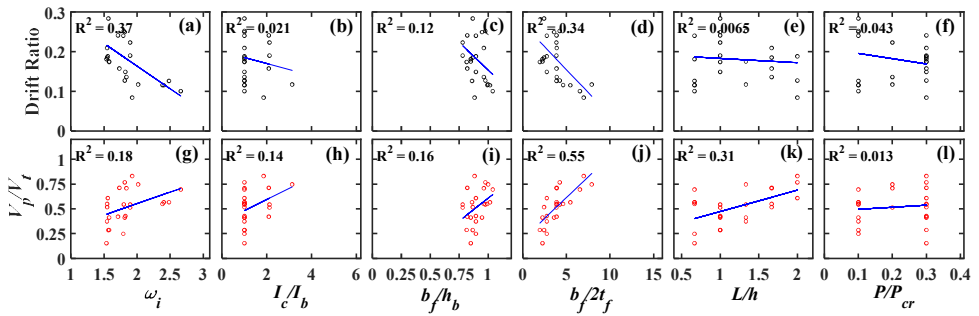 0.3 R² = 0.37 (a) R² = 0.021 (b) R² = 0.12 (c) R² = 0.34 (d) R² = 0.0065 (e) R² = 0.043 (f)
Drift Ratio
0.2
0.1
0
1 R² = 0.18 (g) R² = 0.14 (h) R² = 0.16 (i) R² = 0.55 (j) R² = 0.31 (k) R² = 0.013 (l)
V_p/V_t
0.75
0.5
0.25
0
1 1.5 2 2.5 3 0 2 4 6 0 0.25 0.5 0.75 1 0 5 10 15 0.5 1 1.5 2 0 0.1 0.2 0.3 0.4
ω_i I_c/I_b b_f/h_b b_f/2t_f L/h P/P_cr